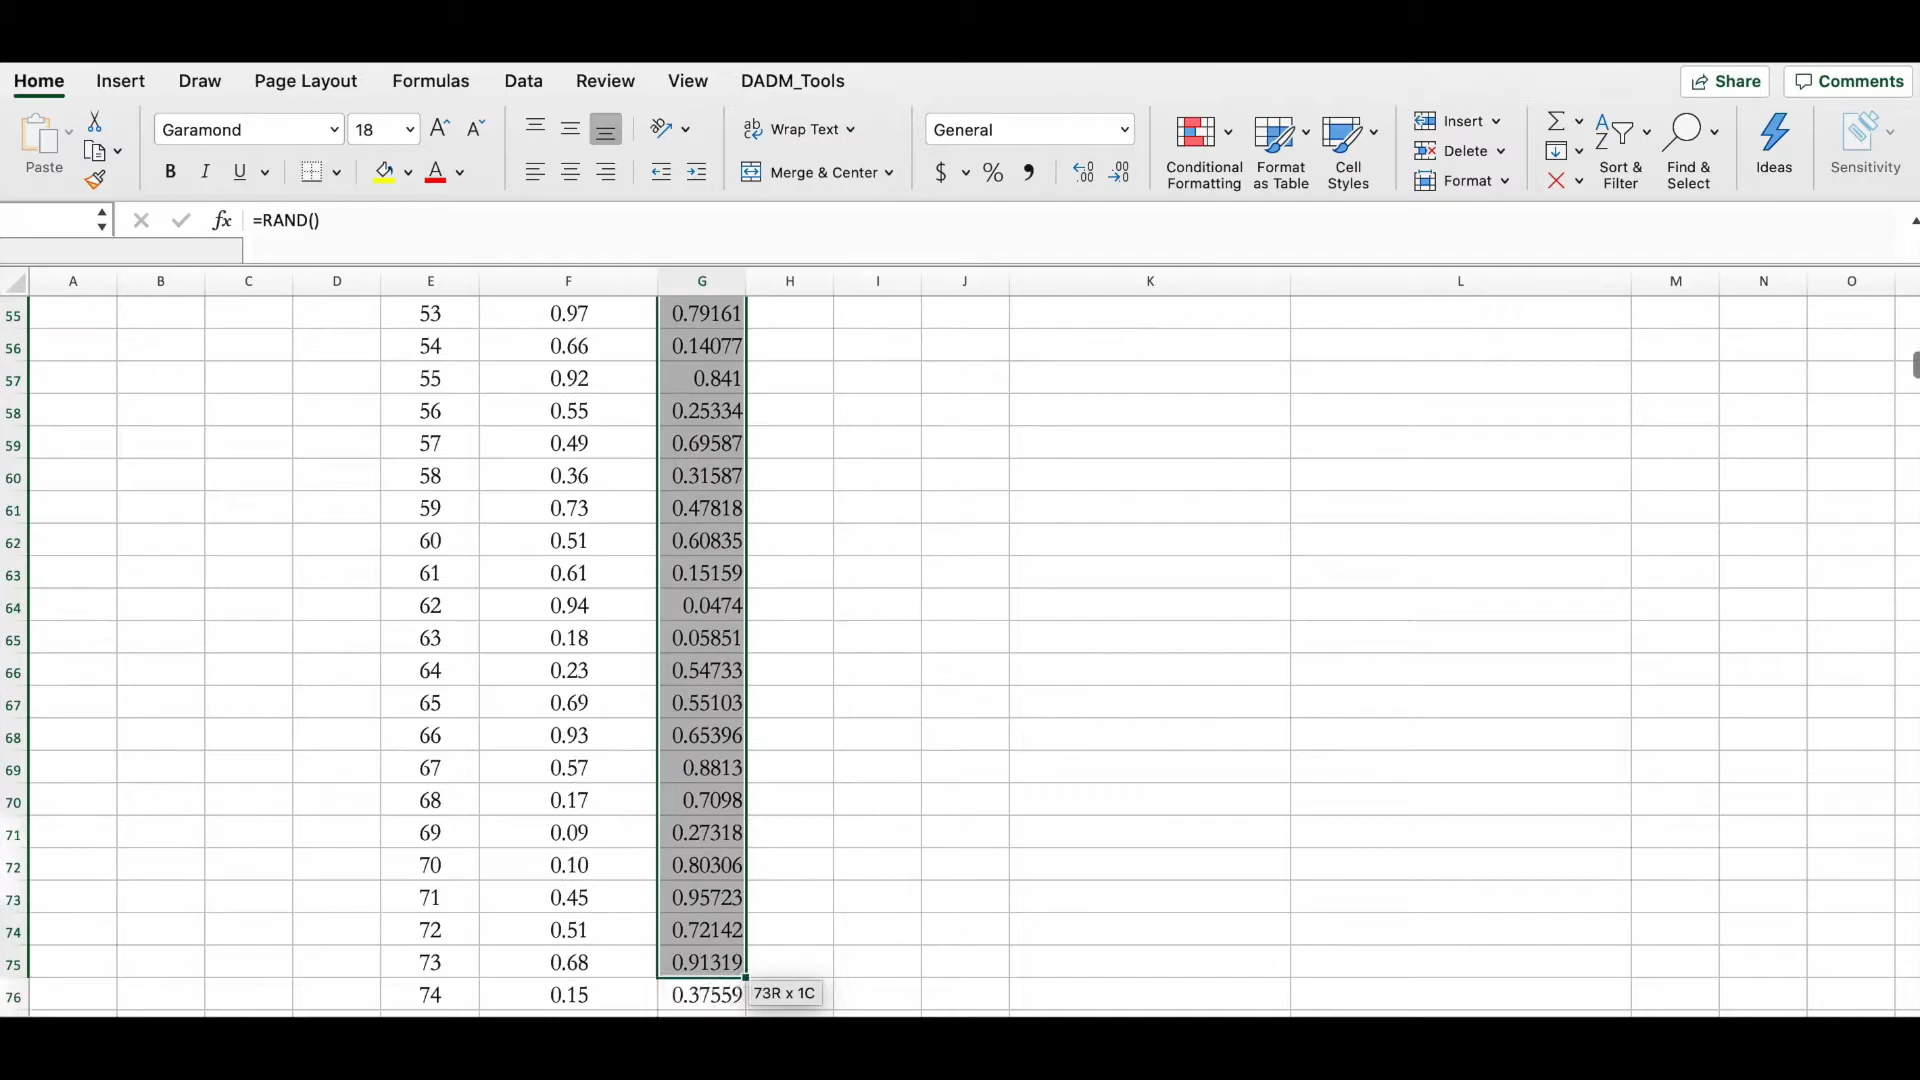 Home Insert Draw Page Layout Formulas Data Review View DADM_Tools Share Comments
Paste Garamond 18 A A B I U A ab Wrap Text Merge & Center General $ % Conditional Formatting Format as Table Cell Styles Insert Delete Format Sort & Filter Find & Select Ideas Sensitivity
fx =RAND()
A B C D E F G H I J K L M N O
55 53 0.97 0.79161
56 54 0.66 0.14077
57 55 0.92 0.841
58 56 0.55 0.25334
59 57 0.49 0.69587
60 58 0.36 0.31587
61 59 0.73 0.47818
62 60 0.51 0.60835
63 61 0.61 0.15159
64 62 0.94 0.0474
65 63 0.18 0.05851
66 64 0.23 0.54733
67 65 0.69 0.55103
68 66 0.93 0.65396
69 67 0.57 0.8813
70 68 0.17 0.7098
71 69 0.09 0.27318
72 70 0.10 0.80306
73 71 0.45 0.95723
74 72 0.51 0.72142
75 73 0.68 0.91319
76 74 0.15 0.37559 73R x 1C